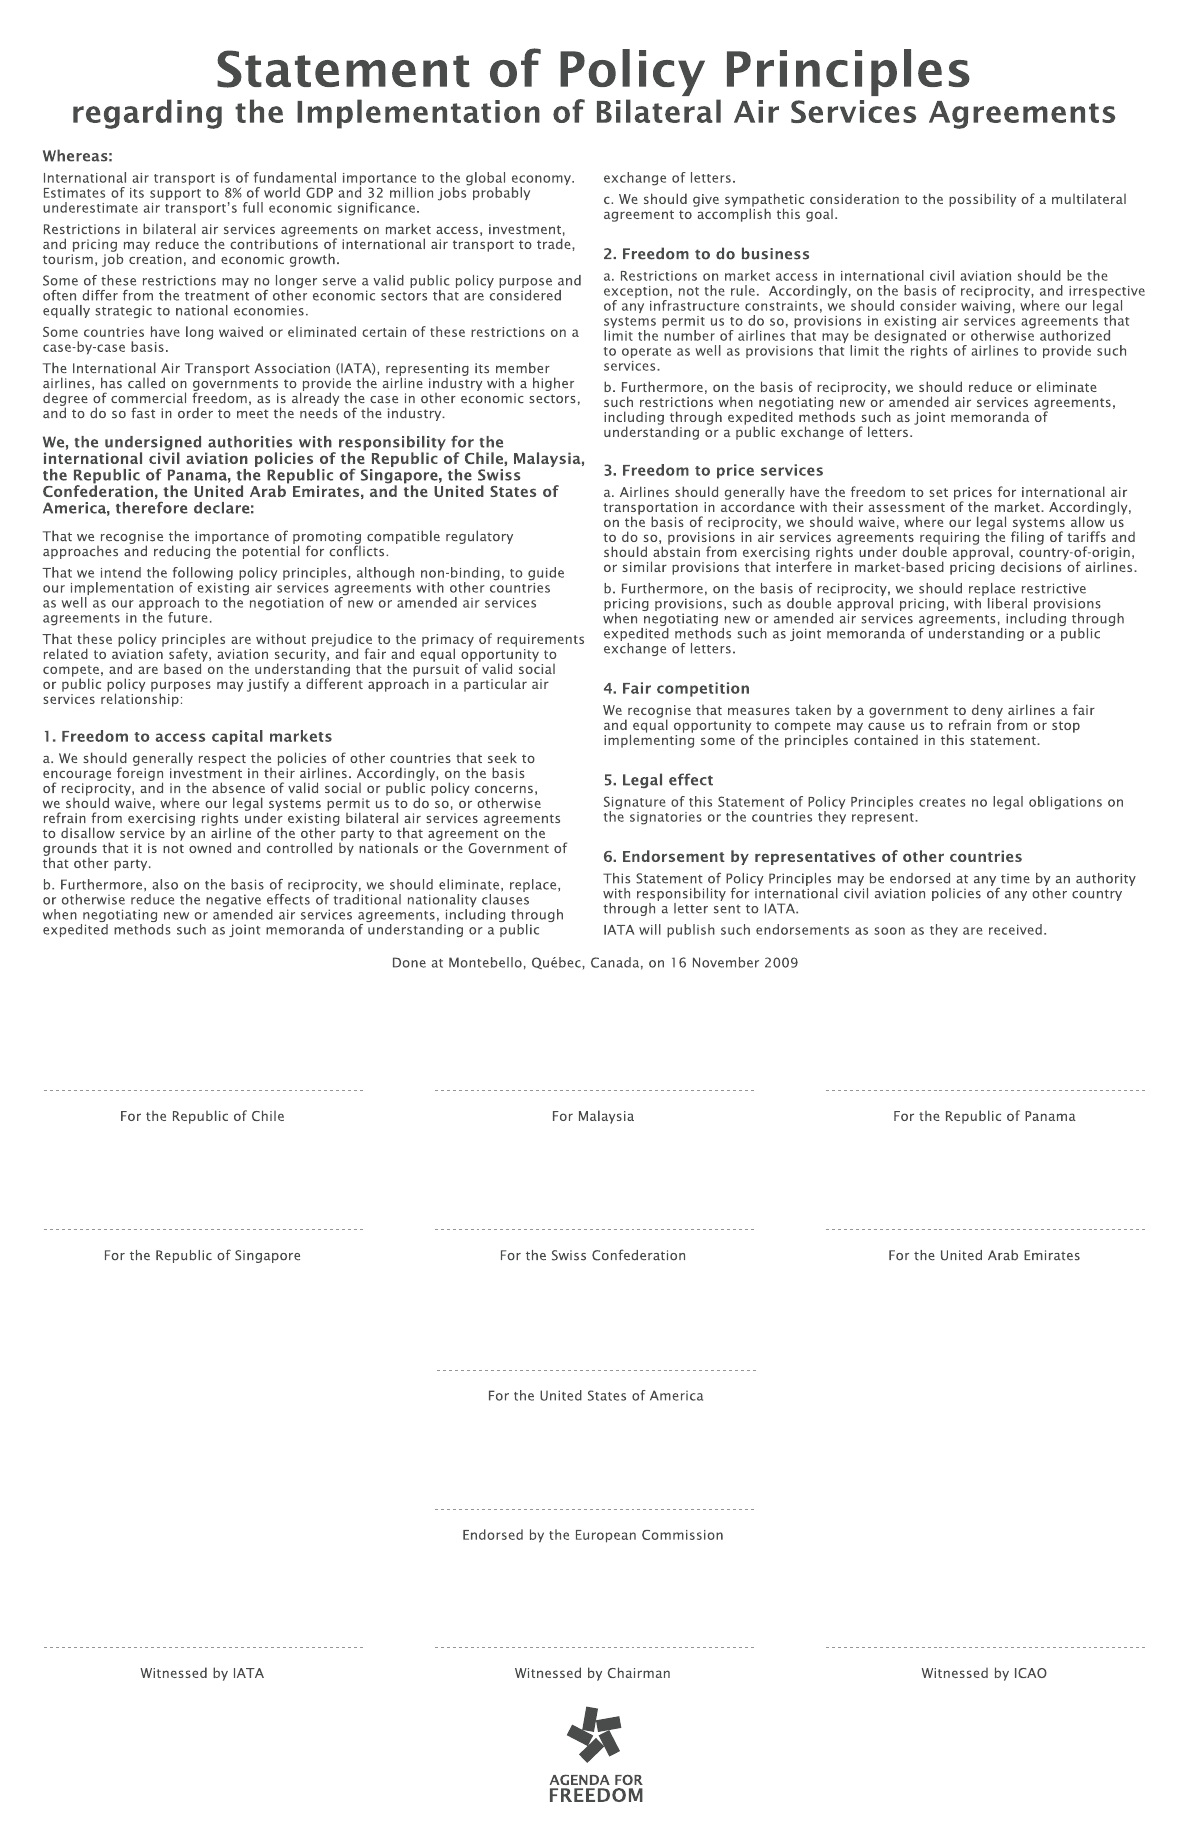 Statement of Policy Principles
regarding the Implementation of Bilateral Air Services Agreements
Whereas:
International air transport is of fundamental importance to the global economy.
Estimates of its support to 8% of world GDP and 32 million jobs probably
underestimate air transport’s full economic significance.
Restrictions in bilateral air services agreements on market access, investment,
and pricing may reduce the contributions of international air transport to trade,
tourism, job creation, and economic growth.
Some of these restrictions may no longer serve a valid public policy purpose and
often differ from the treatment of other economic sectors that are considered
equally strategic to national economies.
Some countries have long waived or eliminated certain of these restrictions on a
case-by-case basis.
The International Air Transport Association (IATA), representing its member
airlines, has called on governments to provide the airline industry with a higher
degree of commercial freedom, as is already the case in other economic sectors,
and to do so fast in order to meet the needs of the industry.
We, the undersigned authorities with responsibility for the
international civil aviation policies of the Republic of Chile, Malaysia,
the Republic of Panama, the Republic of Singapore, the Swiss
Confederation, the United Arab Emirates, and the United States of
America, therefore declare:
That we recognise the importance of promoting compatible regulatory
approaches and reducing the potential for conflicts.
That we intend the following policy principles, although non-binding, to guide
our implementation of existing air services agreements with other countries
as well as our approach to the negotiation of new or amended air services
agreements in the future.
That these policy principles are without prejudice to the primacy of requirements
related to aviation safety, aviation security, and fair and equal opportunity to
compete, and are based on the understanding that the pursuit of valid social
or public policy purposes may justify a different approach in a particular air
services relationship:
1. Freedom to access capital markets
a. We should generally respect the policies of other countries that seek to
encourage foreign investment in their airlines. Accordingly, on the basis
of reciprocity, and in the absence of valid social or public policy concerns,
we should waive, where our legal systems permit us to do so, or otherwise
refrain from exercising rights under existing bilateral air services agreements
to disallow service by an airline of the other party to that agreement on the
grounds that it is not owned and controlled by nationals or the Government of
that other party.
b. Furthermore, also on the basis of reciprocity, we should eliminate, replace,
or otherwise reduce the negative effects of traditional nationality clauses
when negotiating new or amended air services agreements, including through
expedited methods such as joint memoranda of understanding or a public
exchange of letters.
c. We should give sympathetic consideration to the possibility of a multilateral
agreement to accomplish this goal.
2. Freedom to do business
a. Restrictions on market access in international civil aviation should be the
exception, not the rule. Accordingly, on the basis of reciprocity, and irrespective
of any infrastructure constraints, we should consider waiving, where our legal
systems permit us to do so, provisions in existing air services agreements that
limit the number of airlines that may be designated or otherwise authorized
to operate as well as provisions that limit the rights of airlines to provide such
services.
b. Furthermore, on the basis of reciprocity, we should reduce or eliminate
such restrictions when negotiating new or amended air services agreements,
including through expedited methods such as joint memoranda of
understanding or a public exchange of letters.
3. Freedom to price services
a. Airlines should generally have the freedom to set prices for international air
transportation in accordance with their assessment of the market. Accordingly,
on the basis of reciprocity, we should waive, where our legal systems allow us
to do so, provisions in air services agreements requiring the filing of tariffs and
should abstain from exercising rights under double approval, country-of-origin,
or similar provisions that interfere in market-based pricing decisions of airlines.
b. Furthermore, on the basis of reciprocity, we should replace restrictive
pricing provisions, such as double approval pricing, with liberal provisions
when negotiating new or amended air services agreements, including through
expedited methods such as joint memoranda of understanding or a public
exchange of letters.
4. Fair competition
We recognise that measures taken by a government to deny airlines a fair
and equal opportunity to compete may cause us to refrain from or stop
implementing some of the principles contained in this statement.
5. Legal effect
Signature of this Statement of Policy Principles creates no legal obligations on
the signatories or the countries they represent.
6. Endorsement by representatives of other countries
This Statement of Policy Principles may be endorsed at any time by an authority
with responsibility for international civil aviation policies of any other country
through a letter sent to IATA.
IATA will publish such endorsements as soon as they are received.
Done at Montebello, Québec, Canada, on 16 November 2009
For the Republic of Chile
For Malaysia
For the Republic of Panama
For the Republic of Singapore
For the Swiss Confederation
For the United Arab Emirates
For the United States of America
Endorsed by the European Commission
Witnessed by IATA
Witnessed by Chairman
Witnessed by ICAO
AGENDA FOR
FREEDOM